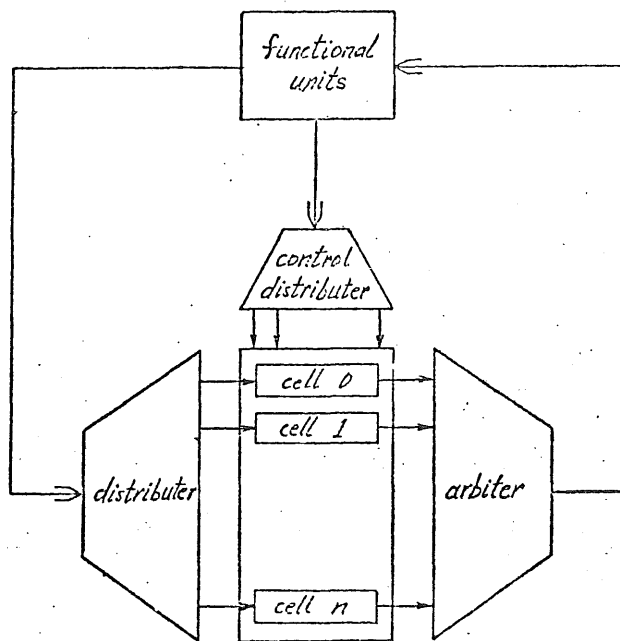 functional
units
control
distributer
cell 0
cell 1
distributer
arbiter
cell n